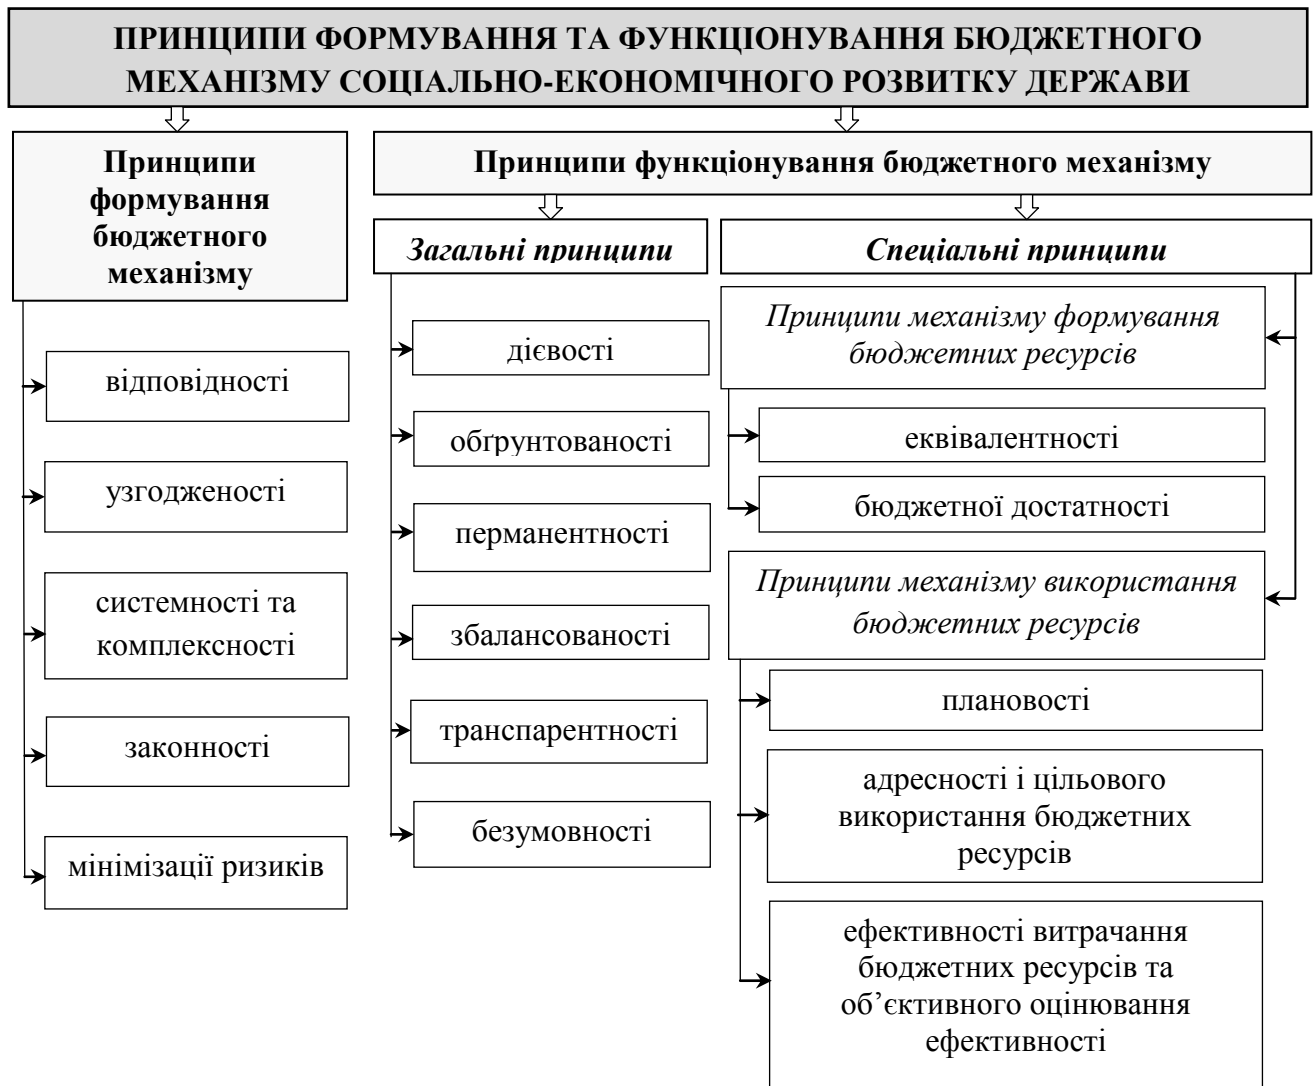 ПРИНЦИПИ ФОРМУВАННЯ ТА ФУНКЦІОНУВАННЯ БЮДЖЕТНОГО
МЕХАНІЗМУ СОЦІАЛЬНО-ЕКОНОМІЧНОГО РОЗВИТКУ ДЕРЖАВИ
Принципи
формування
бюджетного
механізму
відповідності
узгодженості
системності та
комплексності
законності
мінімізації ризиків
Принципи функціонування бюджетного механізму
Загальні принципи
дієвості
обґрунтованості
перманентності
збалансованості
транспарентності
безумовності
Спеціальні принципи
Принципи механізму формування
бюджетних ресурсів
еквівалентності
бюджетної достатності
Принципи механізму використання
бюджетних ресурсів
плановості
адресності і цільового
використання бюджетних
ресурсів
ефективності витрачання
бюджетних ресурсів та
об’єктивного оцінювання
ефективності